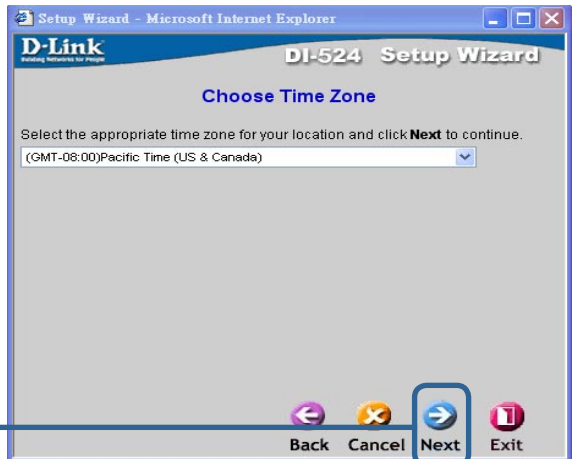 Setup Wizard - Microsoft Internet Explorer
D-Link
Building Networks for People
DI-524 Setup Wizard
Choose Time Zone
Select the appropriate time zone for your location and click Next to continue.
(GMT-08:00)Pacific Time (US & Canada)
Back Cancel Next Exit